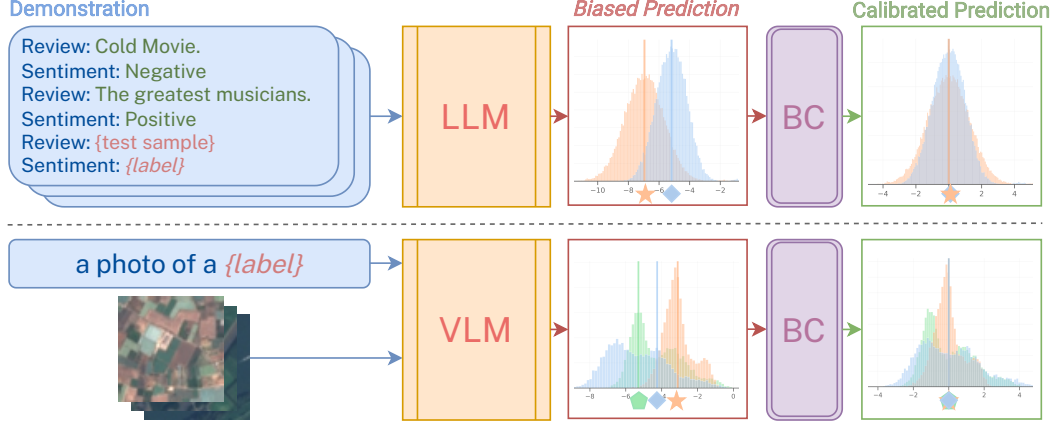 Demonstration
Biased Prediction
Calibrated Prediction
Review: Cold Movie.
Sentiment: Negative
Review: The greatest musicians.
Sentiment: Positive
Review: {test sample}
Sentiment: {label}
LLM
−10 −8 −6 −4 −2
BC
−4 −2 0 2 4
a photo of a {label}
VLM
−8 −6 −4 −2 0
BC
−4 −2 0 2 4